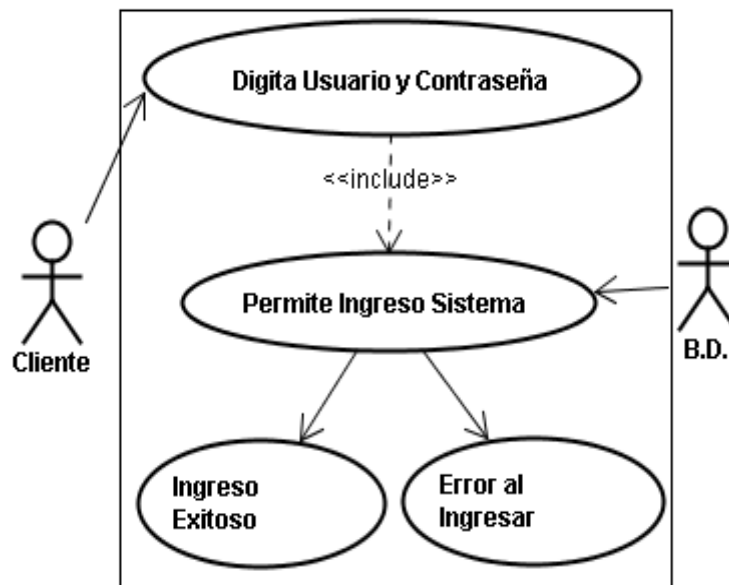 Digita Usuario y Contraseña
<<include>>
Permite Ingreso Sistema
Cliente
B.D.
Ingreso
Exitoso
Error al
Ingresar